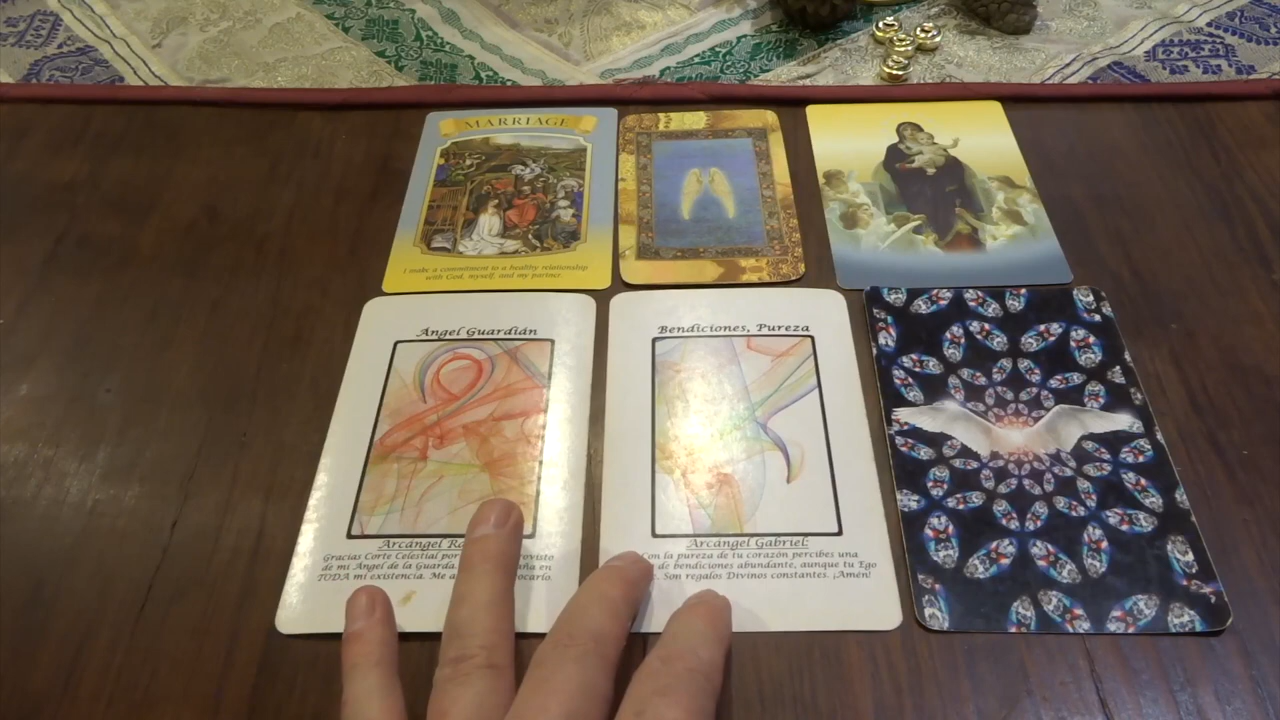 MARRIAGE
I make a commitment to a healthy relationship
with God, myself, and my partner.
Angel Guardián
Bendiciones, Pureza
Arcángel
Gracias Corte Celestial por
de mi Ángel de la Guarda.
TODA mi existencia. Me
Arcángel Gabriel:
Con la pureza de tu corazón percibes una
de bendiciones abundante, aunque tu Ego
Son regalos Divinos constantes. ¡Amén!